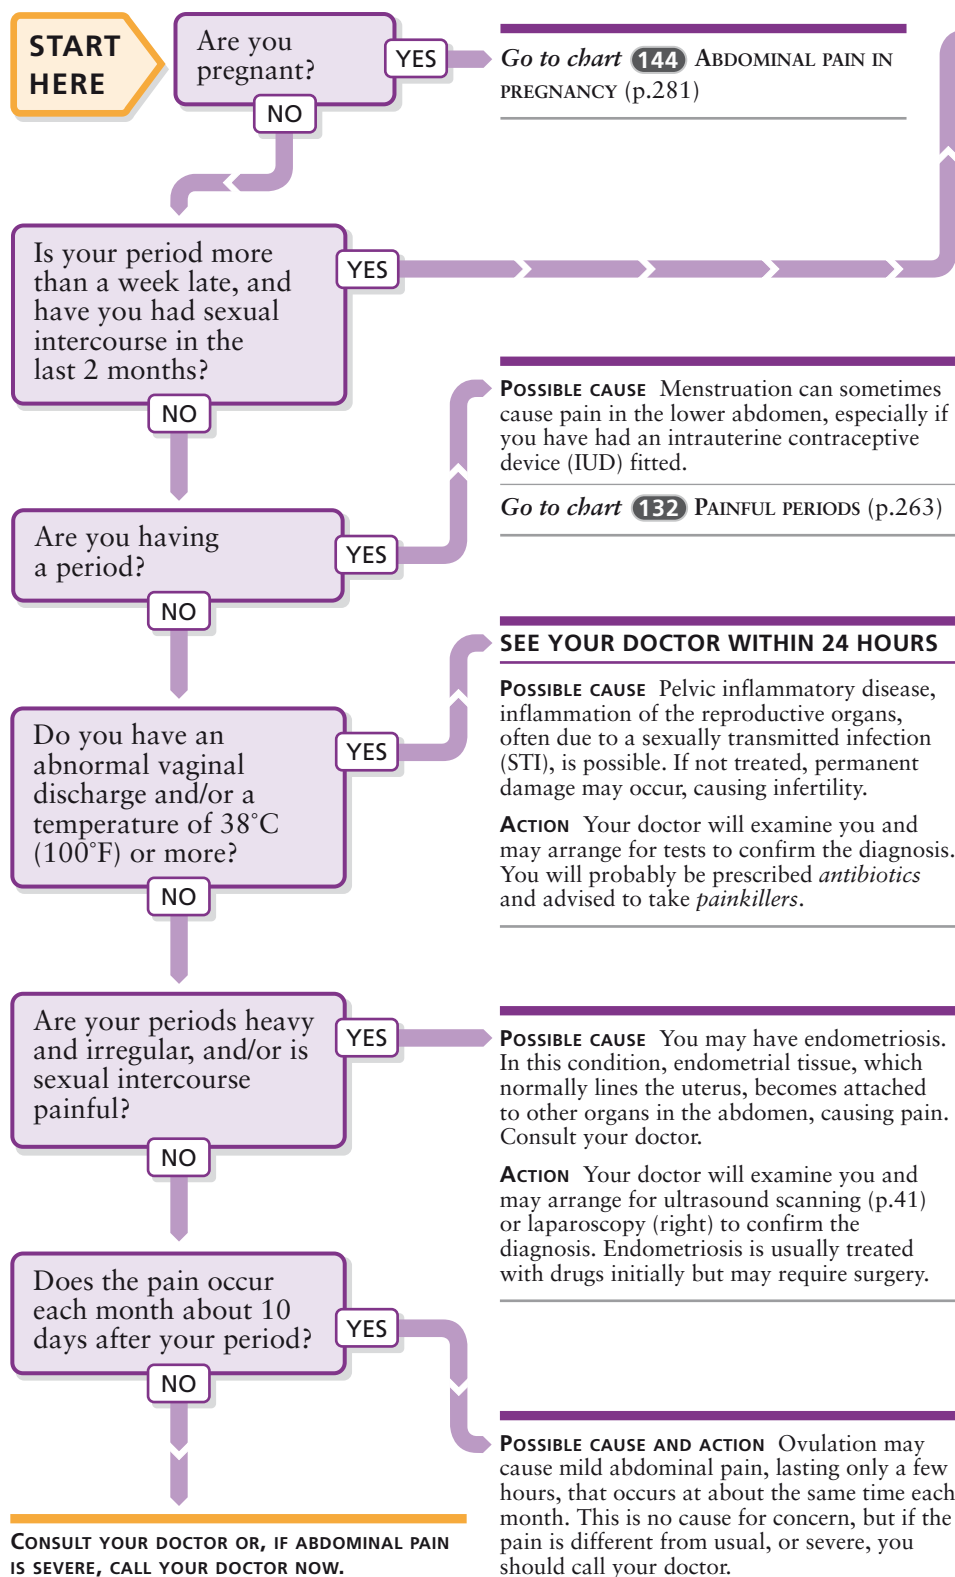 START
HERE
Are you
pregnant?
YES
NO
Go to chart 144 ABDOMINAL PAIN IN
PREGNANCY (p.281)
Is your period more
than a week late, and
have you had sexual
intercourse in the
last 2 months?
YES
NO
POSSIBLE CAUSE Menstruation can sometimes
cause pain in the lower abdomen, especially if
you have had an intrauterine contraceptive
device (IUD) fitted.
Go to chart 132 PAINFUL PERIODS (p.263)
Are you having
a period?
YES
NO
SEE YOUR DOCTOR WITHIN 24 HOURS
POSSIBLE CAUSE Pelvic inflammatory disease,
inflammation of the reproductive organs,
often due to a sexually transmitted infection
(STI), is possible. If not treated, permanent
damage may occur, causing infertility.
ACTION Your doctor will examine you and
may arrange for tests to confirm the diagnosis.
You will probably be prescribed antibiotics
and advised to take painkillers.
Do you have an
abnormal vaginal
discharge and/or a
temperature of 38˚C
(100˚F) or more?
YES
NO
Are your periods heavy
and irregular, and/or is
sexual intercourse
painful?
YES
NO
POSSIBLE CAUSE You may have endometriosis.
In this condition, endometrial tissue, which
normally lines the uterus, becomes attached
to other organs in the abdomen, causing pain.
Consult your doctor.
ACTION Your doctor will examine you and
may arrange for ultrasound scanning (p.41)
or laparoscopy (right) to confirm the
diagnosis. Endometriosis is usually treated
with drugs initially but may require surgery.
Does the pain occur
each month about 10
days after your period?
YES
NO
POSSIBLE CAUSE AND ACTION Ovulation may
cause mild abdominal pain, lasting only a few
hours, that occurs at about the same time each
month. This is no cause for concern, but if the
pain is different from usual, or severe, you
should call your doctor.
CONSULT YOUR DOCTOR OR, IF ABDOMINAL PAIN
IS SEVERE, CALL YOUR DOCTOR NOW.